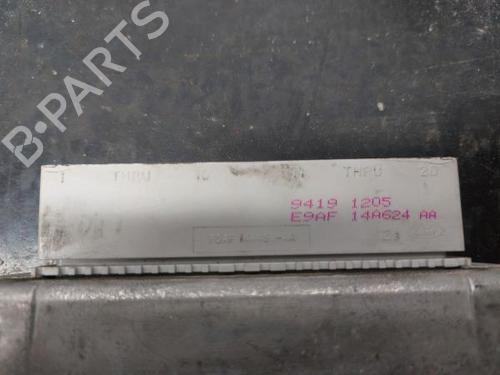 B-PARTS
1 THRU 10 THRU 20
9419 1205
E9AF 14A624 AA